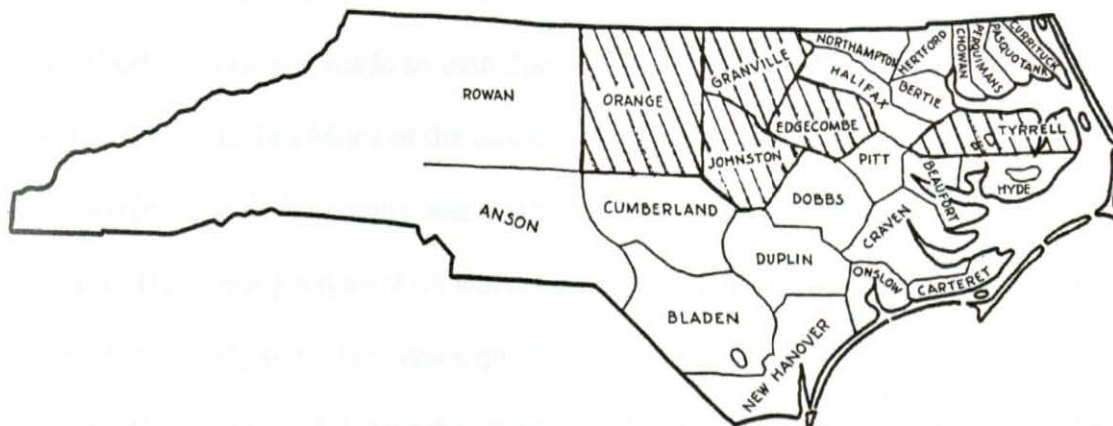 ROWAN
ORANGE
GRANVILLE
NORTHAMPTON
HERTFORD
CHOWAN
PERQUIMANS
PASQUOTANK
CURRITUCK
HALIFAX
BERTIE
EDGECOMBE
JOHNSTON
TYRRELL
PITT
BEAUFORT
HYDE
ANSON
CUMBERLAND
DOBBS
CRAVEN
DUPLIN
ONSLOW
CARTERET
BLADEN
NEW HANOVER